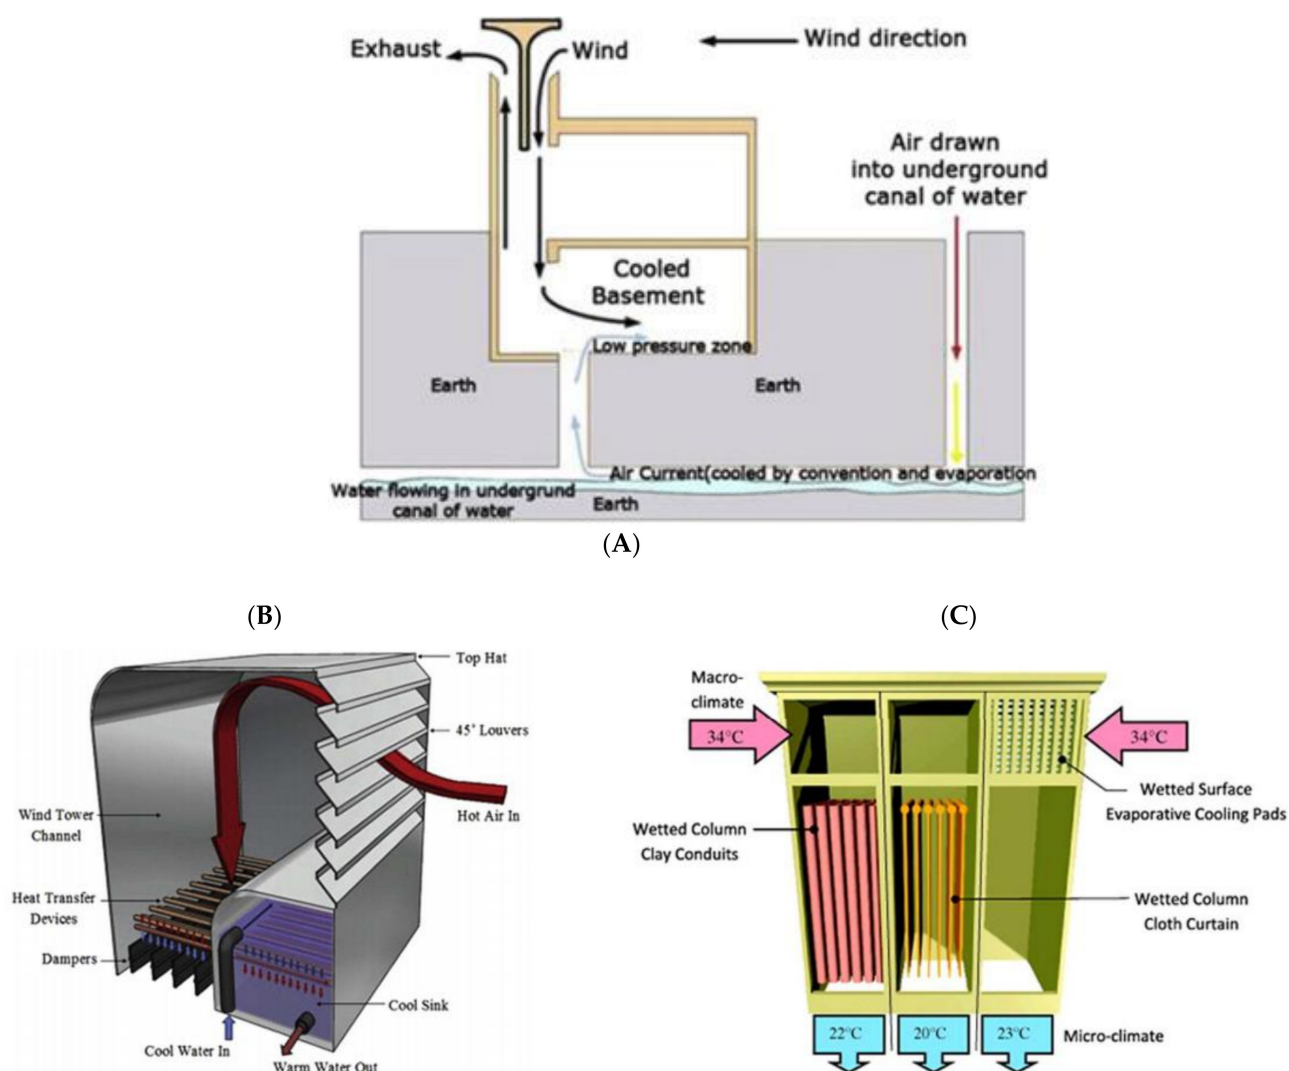 Exhaust
Wind
Wind direction
Air drawn
into underground
canal of water
Cooled
Basement
Low pressure zone
Earth
Earth
Air Current(cooled by convention and evaporation
Water flowing in undergrund
canal of water
Earth
(A)
(B)
(C)
Top Hat
45° Louvers
Hot Air In
Wind Tower
Channel
Heat Transfer
Devices
Dampers
Cool Sink
Cool Water In
Warm Water Out
Macro-
climate
34°C
34°C
Wetted Surface
Evaporative Cooling Pads
Wetted Column
Clay Conduits
Wetted Column
Cloth Curtain
22°C
20°C
23°C
Micro-climate